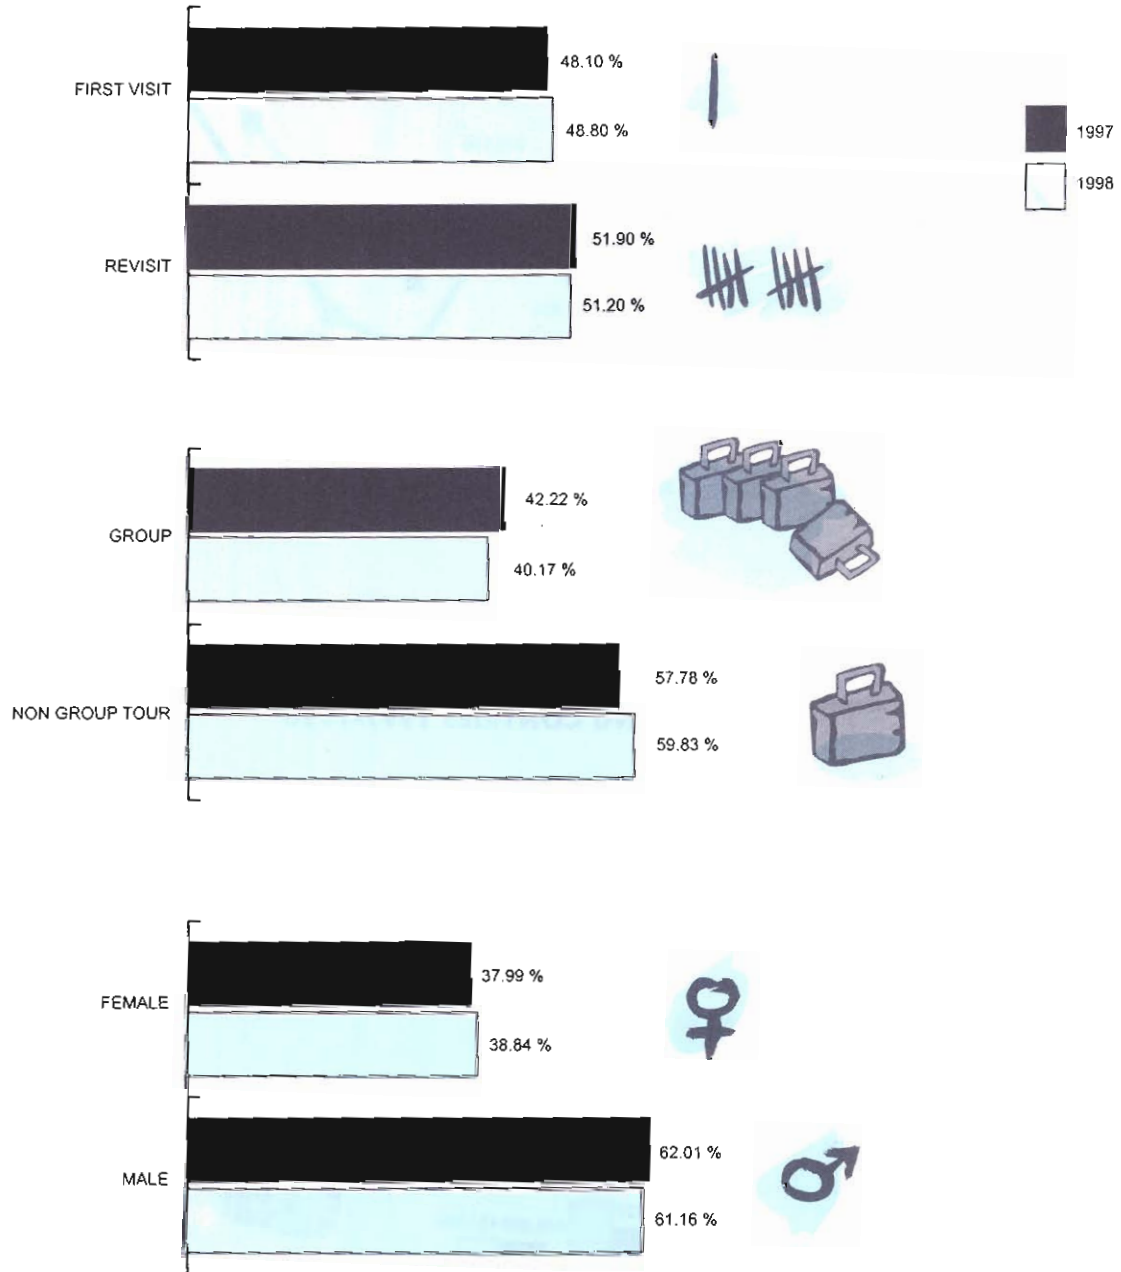 48.10 %
FIRST VISIT
48.80 %
1997
1998
51.90 %
REVISIT
51.20 %
42.22 %
GROUP
40.17 %
57.78 %
NON GROUP TOUR
59.83 %
37.99 %
FEMALE
38.84 %
62.01 %
MALE
61.16 %